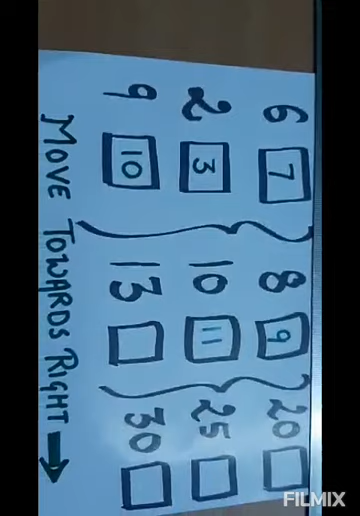 6 7 } 8 9 } 20
2 3 } 10 11 } 25
9 10 } 13 } 30
MOVE TOWARDS RIGHT →
FILMIX